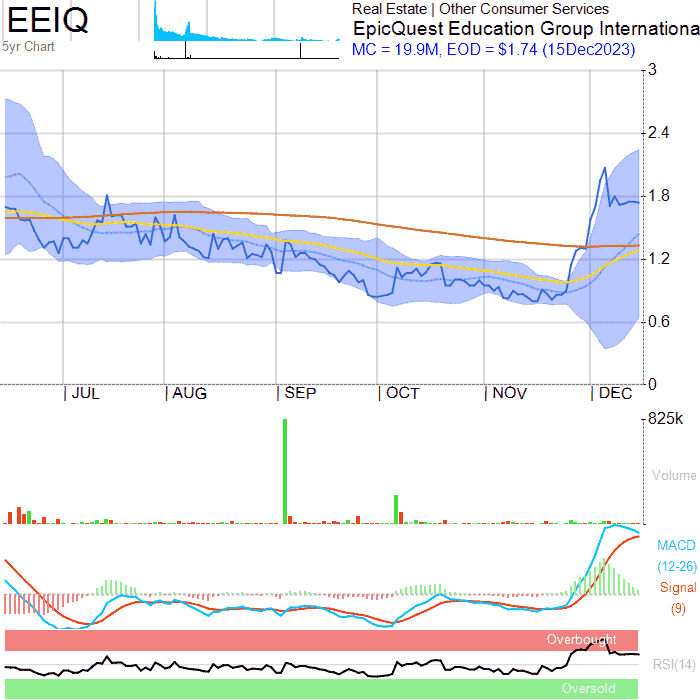 EEIQ
5yr Chart
Real Estate | Other Consumer Services
EpicQuest Education Group Internationa
MC = 19.9M, EOD = $1.74 (15Dec2023)
3
2.4
1.8
1.2
0.6
0
JUL AUG SEP OCT NOV DEC
825k
Volume
MACD
(12-26)
Signal
(9)
Overbought
RSI(14)
Oversold